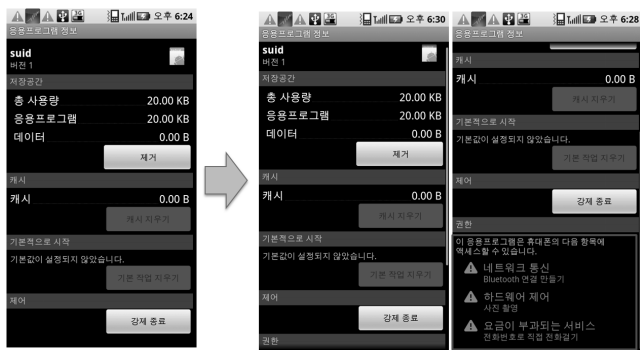 3G 오후 6:24
응용프로그램 정보
suid
버전 1
저장공간
총 사용량 20.00 KB
응용프로그램 20.00 KB
데이터 0.00 B
제거
캐시
캐시 0.00 B
캐시 지우기
기본적으로 시작
기본값이 설정되지 않았습니다.
기본 작업 지우기
제어
강제 종료
3G 오후 6:30
응용프로그램 정보
suid
버전 1
저장공간
총 사용량 20.00 KB
응용프로그램 20.00 KB
데이터 0.00 B
제거
캐시
캐시 0.00 B
캐시 지우기
기본적으로 시작
기본값이 설정되지 않았습니다.
기본 작업 지우기
제어
강제 종료
권한
3G 오후 6:28
응용프로그램 정보
캐시
캐시 0.00 B
캐시 지우기
기본적으로 시작
기본값이 설정되지 않았습니다.
기본 작업 지우기
제어
강제 종료
권한
이 응용프로그램은 휴대폰의 다음 항목에
액세스할 수 있습니다.
네트워크 통신
Bluetooth 연결 만들기
하드웨어 제어
사진 촬영
요금이 부과되는 서비스
전화번호로 직접 전화걸기